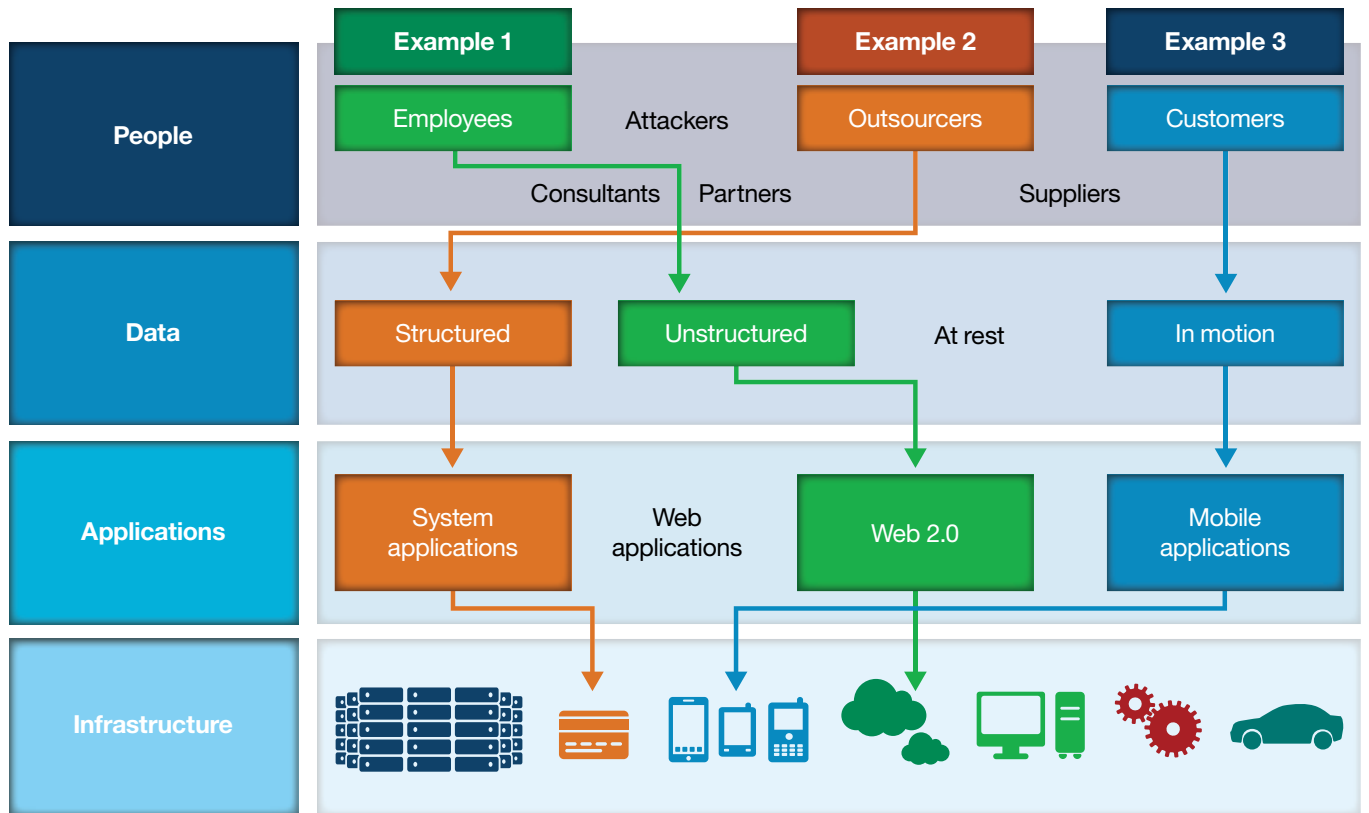 Example 1
Example 2
Example 3
People
Employees
Attackers
Outsourcers
Customers
Consultants
Partners
Suppliers
Data
Structured
Unstructured
At rest
In motion
Applications
System
applications
Web
applications
Web 2.0
Mobile
applications
Infrastructure